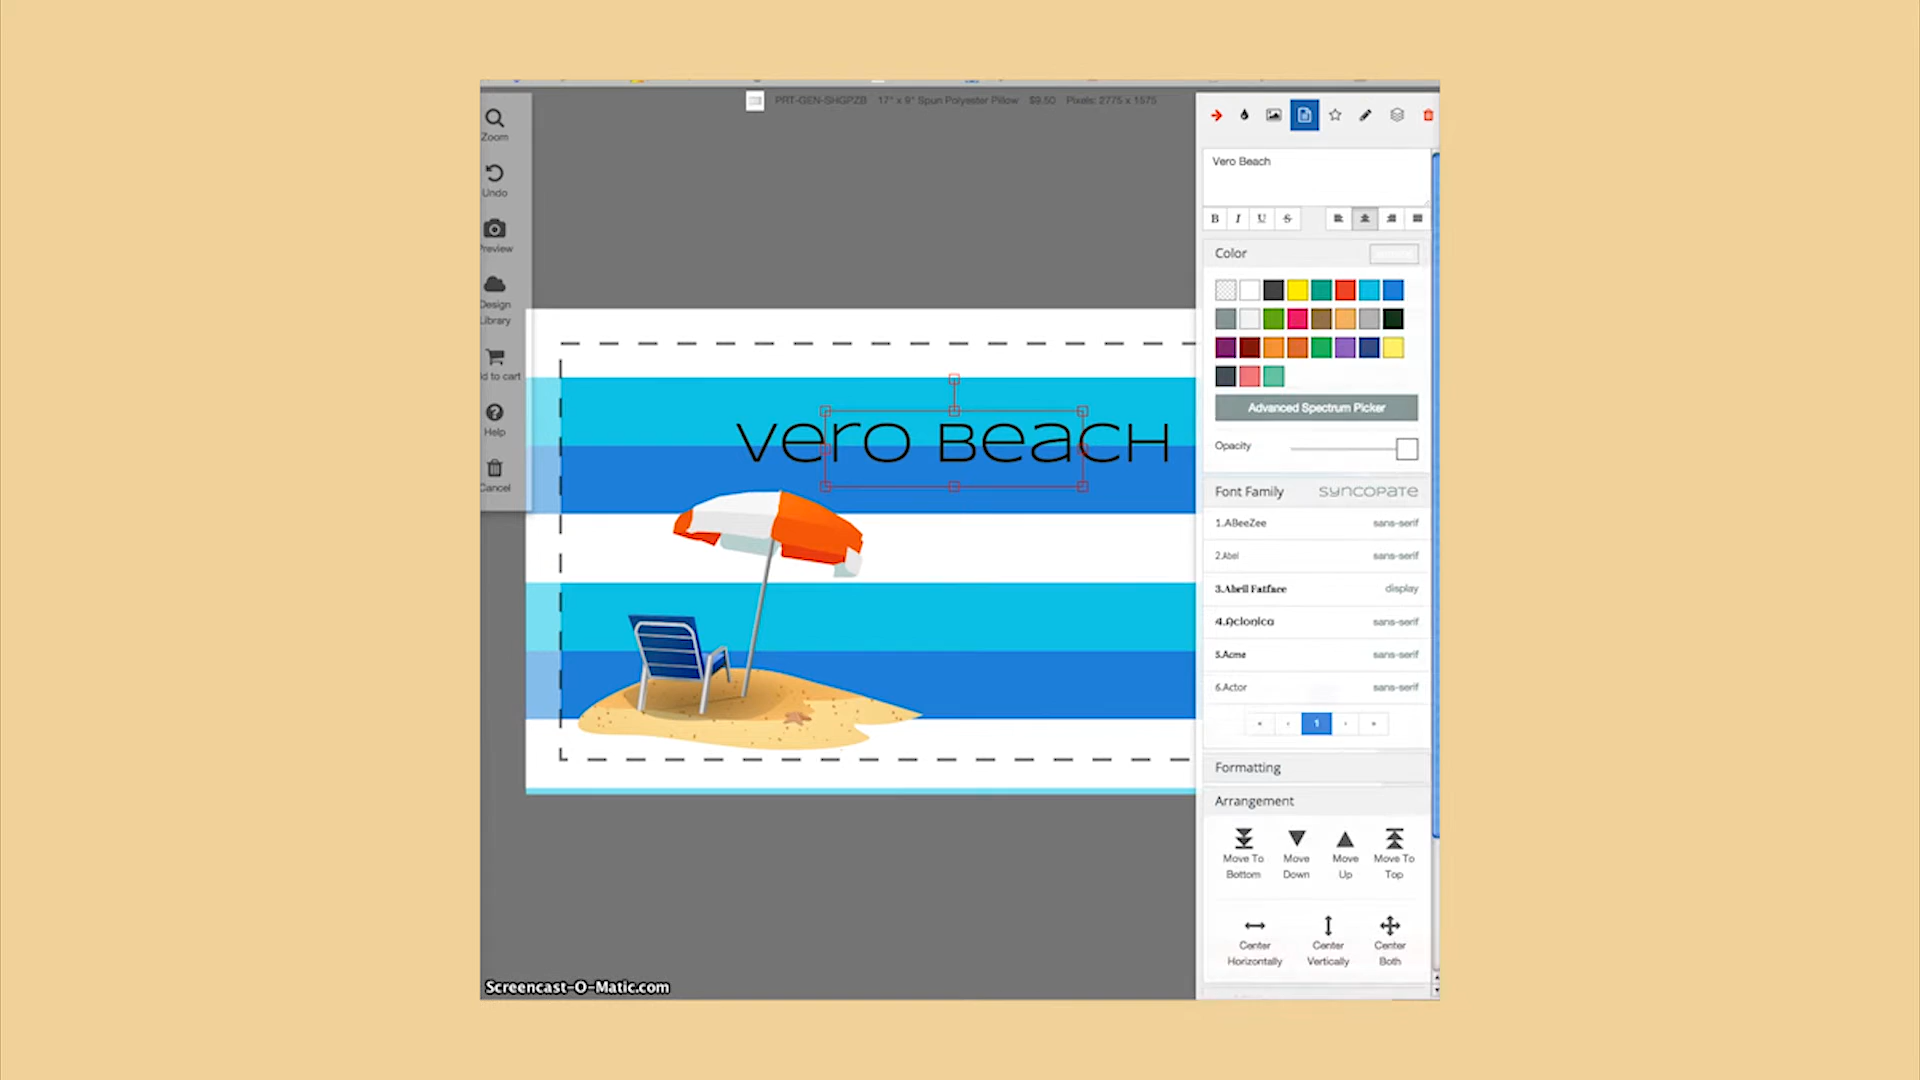 PRT-GEN-SHGPZB 17" x 9" Spun Polyester Pillow $9.50 Pixels: 2775 x 1575
Zoom
Undo
Preview
Design
Library
d to cart
Help
Cancel
vero BeacH
Vero Beach
B I U S
Color
Advanced Spectrum Picker
Opacity
Font Family syncopate
1.ABeeZee sans-serif
2.Abel sans-serif
3.Abril Fatface display
4.Aclonica sans-serif
5.Acme sans-serif
6.Actor sans-serif
« ‹ 1 › »
Formatting
Arrangement
Move To
Bottom
Move
Down
Move
Up
Move To
Top
Center
Horizontally
Center
Vertically
Center
Both
Screencast-O-Matic.com